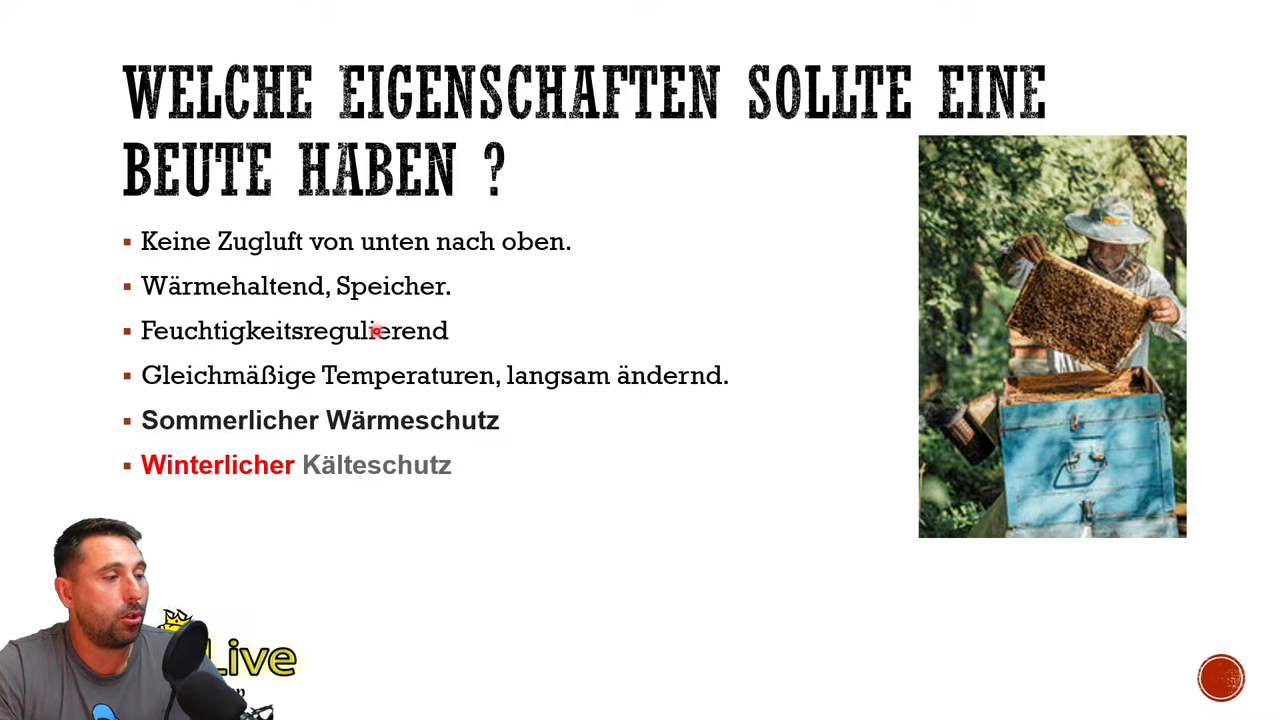 WELCHE EIGENSCHAFTEN SOLLTE EINE
BEUTE HABEN ?
▪ Keine Zugluft von unten nach oben.
▪ Wärmehaltend, Speicher.
▪ Feuchtigkeitsregulierend
▪ Gleichmäßige Temperaturen, langsam ändernd.
▪ Sommerlicher Wärmeschutz
▪ Winterlicher Kälteschutz
Live